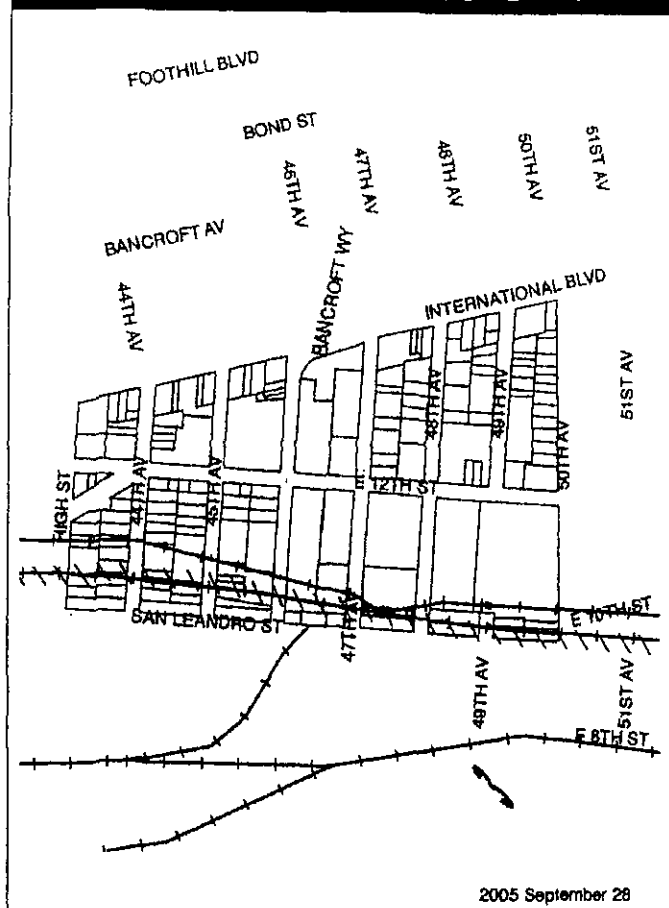 FOOTHILL BLVD
BOND ST
46TH AV
47TH AV
48TH AV
50TH AV
51ST AV
BANCROFT AV
BANCROFT WY
44TH AV
INTERNATIONAL BLVD
51ST AV
48TH AV
49TH AV
50TH AV
12TH ST
HIGH ST
44TH AV
45TH AV
SAN LEANDRO ST
47TH AV
E 10TH ST
49TH AV
51ST AV
E 8TH ST
2005 September 28